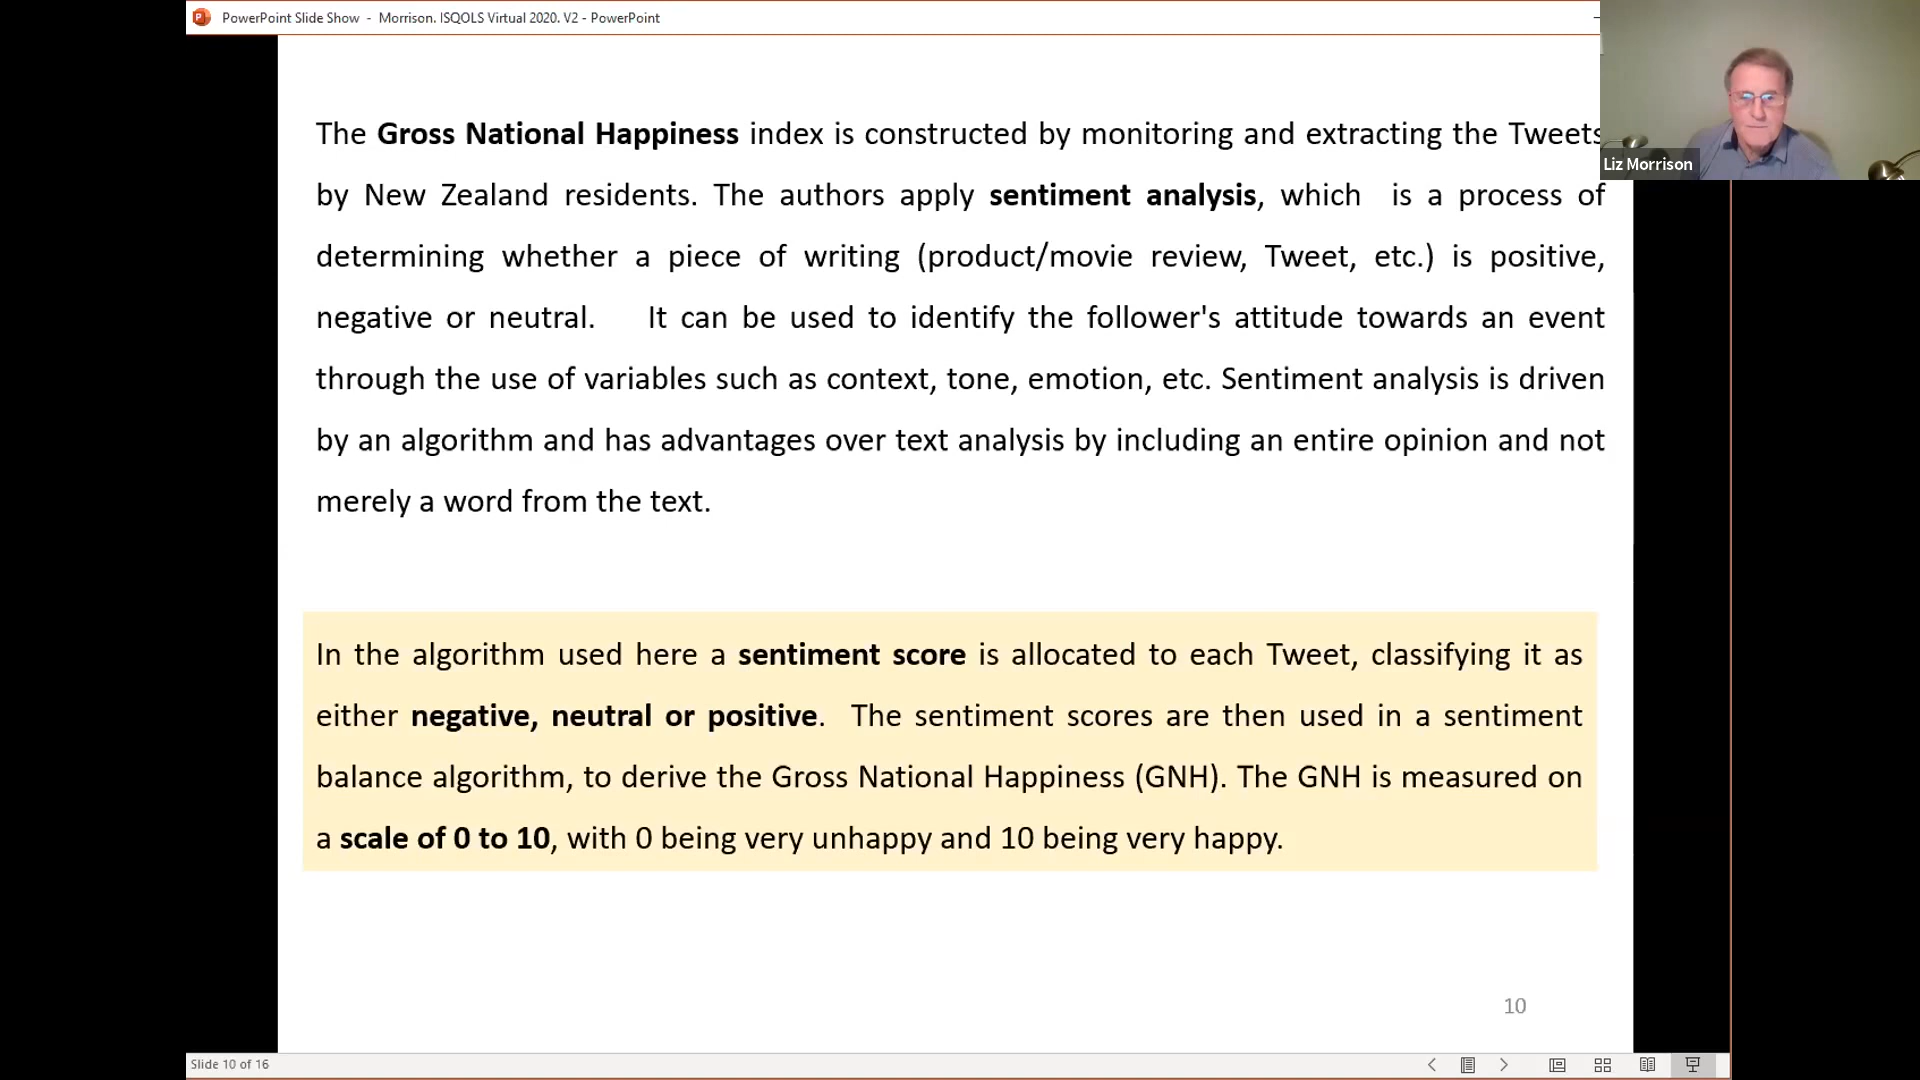 PowerPoint Slide Show - Morrison. ISQOLS Virtual 2020. V2 - PowerPoint
Liz Morrison
The Gross National Happiness index is constructed by monitoring and extracting the Tweets
by New Zealand residents. The authors apply sentiment analysis, which is a process of
determining whether a piece of writing (product/movie review, Tweet, etc.) is positive,
negative or neutral. It can be used to identify the follower's attitude towards an event
through the use of variables such as context, tone, emotion, etc. Sentiment analysis is driven
by an algorithm and has advantages over text analysis by including an entire opinion and not
merely a word from the text.
In the algorithm used here a sentiment score is allocated to each Tweet, classifying it as
either negative, neutral or positive. The sentiment scores are then used in a sentiment
balance algorithm, to derive the Gross National Happiness (GNH). The GNH is measured on
a scale of 0 to 10, with 0 being very unhappy and 10 being very happy.
10
Slide 10 of 16